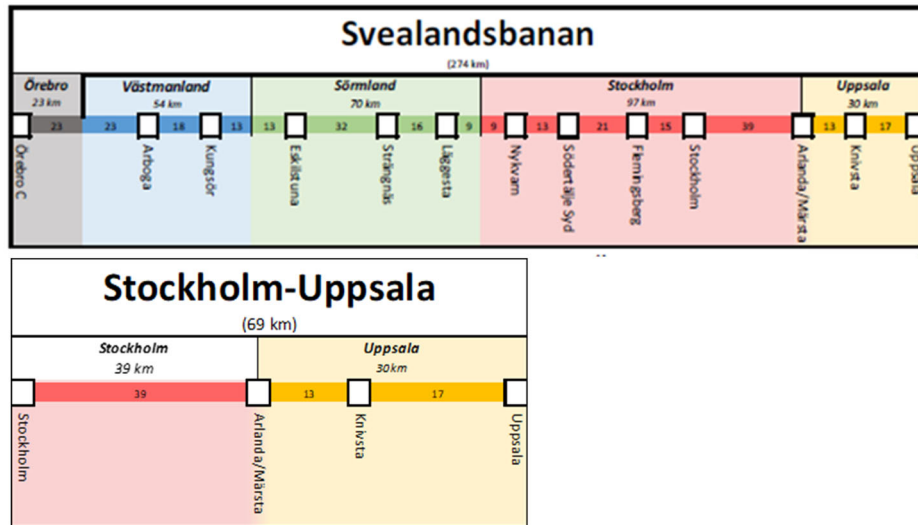 Svealandsbanan
(274 km)
Örebro Västmanland Sörmland Stockholm Uppsala
23 km 54 km 70 km 97 km 30 km
23 23 18 13 13 32 16 9 9 13 21 15 39 13 17
Örebro C
Arboga
Kungsör
Eskilstuna
Strängnäs
Läggesta
Nykvarn
Södertälje Syd
Flemingsberg
Stockholm
Arlanda/Märsta
Knivsta
Uppsala
Stockholm-Uppsala
(69 km)
Stockholm Uppsala
39 km 30 km
39 13 17
Stockholm
Arlanda/Märsta
Knivsta
Uppsala